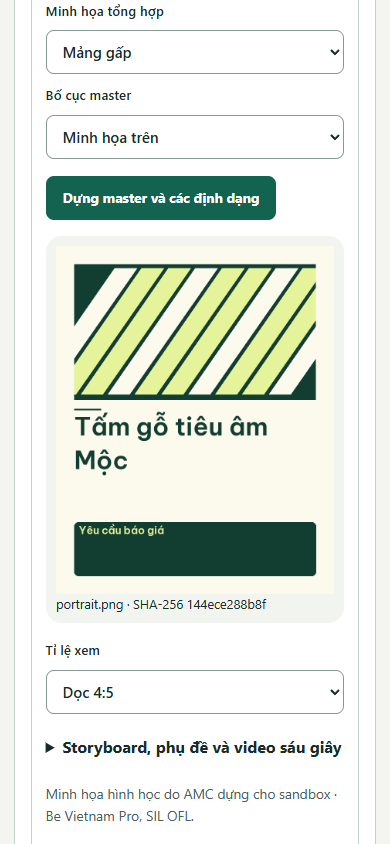 Minh họa tổng hợp
Mảng gấp
Bố cục master
Minh họa trên
Dựng master và các định dạng
Tấm gỗ tiêu âm
Mộc
Yêu cầu báo giá
portrait.png · SHA-256 144ece288b8f
Tỉ lệ xem
Dọc 4:5
Storyboard, phụ đề và video sáu giây
Minh họa hình học do AMC dựng cho sandbox ·
Be Vietnam Pro, SIL OFL.